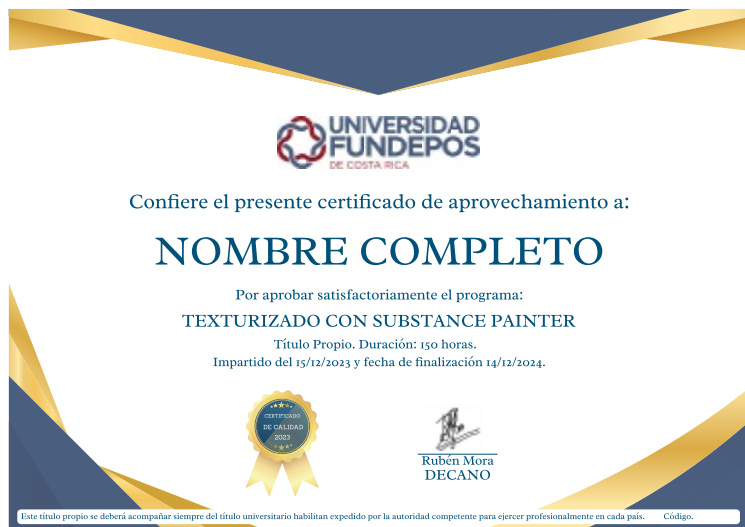 UNIVERSIDAD
FUNDEPOS
DE COSTA RICA
Confiere el presente certificado de aprovechamiento a:
NOMBRE COMPLETO
Por aprobar satisfactoriamente el programa:
TEXTURIZADO CON SUBSTANCE PAINTER
Título Propio. Duración: 150 horas.
Impartido del 15/12/2023 y fecha de finalización 14/12/2024.
CERTIFICADO
DE CALIDAD
2023
Rubén Mora
DECANO
Este título propio se deberá acompañar siempre del título universitario habilitan expedido por la autoridad competente para ejercer profesionalmente en cada país. Código.